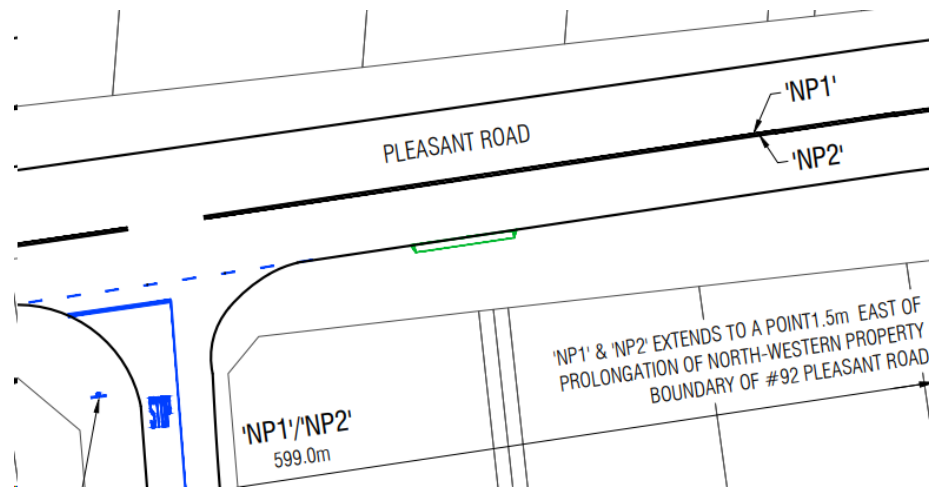 'NP1'
PLEASANT ROAD
'NP2'
'NP1' & 'NP2' EXTENDS TO A POINT1.5m EAST OF
PROLONGATION OF NORTH-WESTERN PROPERTY
BOUNDARY OF #92 PLEASANT ROAD
'NP1'/'NP2'
599.0m